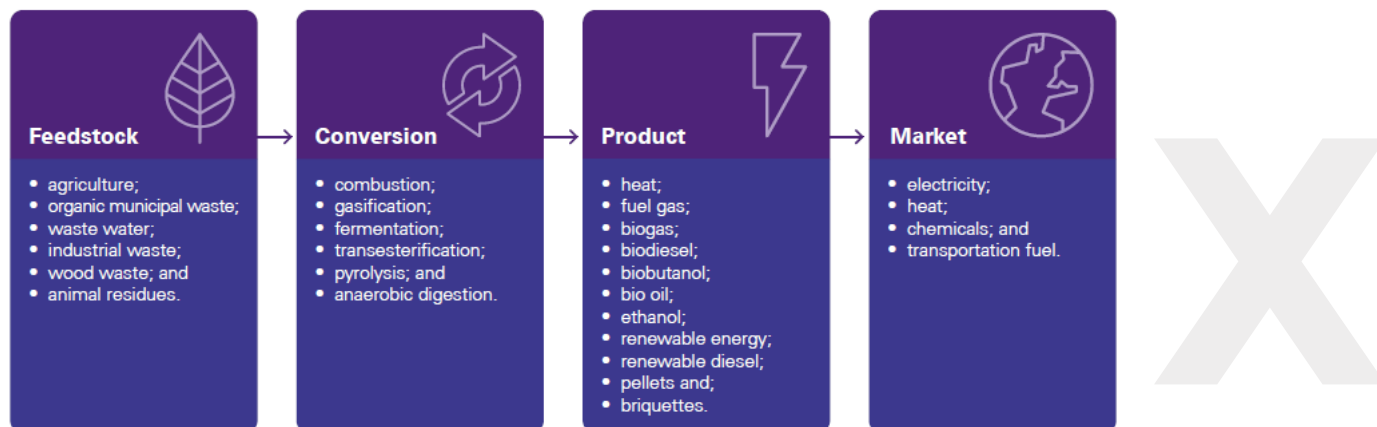 Feedstock
• agriculture;
• organic municipal waste;
• waste water;
• industrial waste;
• wood waste; and
• animal residues.
Conversion
• combustion;
• gasification;
• fermentation;
• transesterification;
• pyrolysis; and
• anaerobic digestion.
Product
• heat;
• fuel gas;
• biogas;
• biodiesel;
• biobutanol;
• bio oil;
• ethanol;
• renewable energy;
• renewable diesel;
• pellets and;
• briquettes.
Market
• electricity;
• heat;
• chemicals; and
• transportation fuel.
X